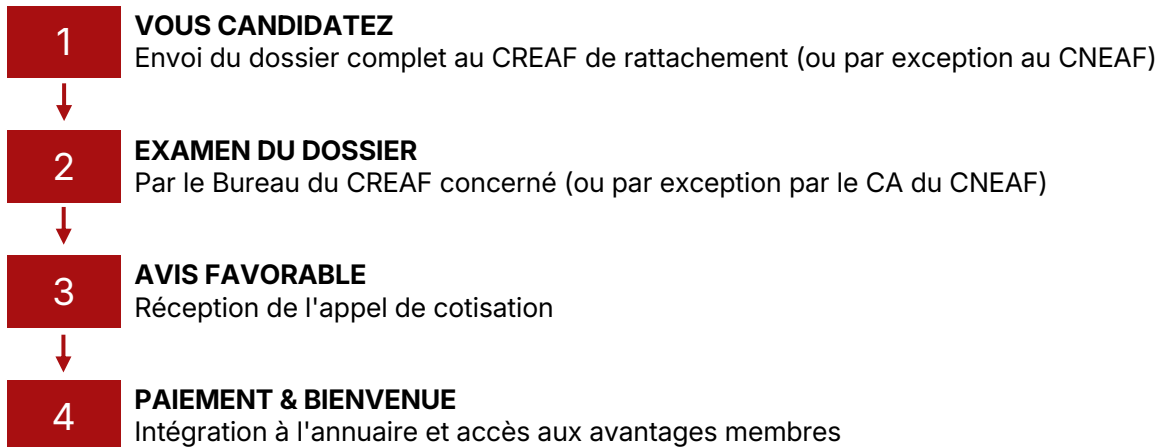 1
VOUS CANDIDATEZ
Envoi du dossier complet au CREAF de rattachement (ou par exception au CNEAF)
2
EXAMEN DU DOSSIER
Par le Bureau du CREAF concerné (ou par exception par le CA du CNEAF)
3
AVIS FAVORABLE
Réception de l'appel de cotisation
4
PAIEMENT & BIENVENUE
Intégration à l'annuaire et accès aux avantages membres